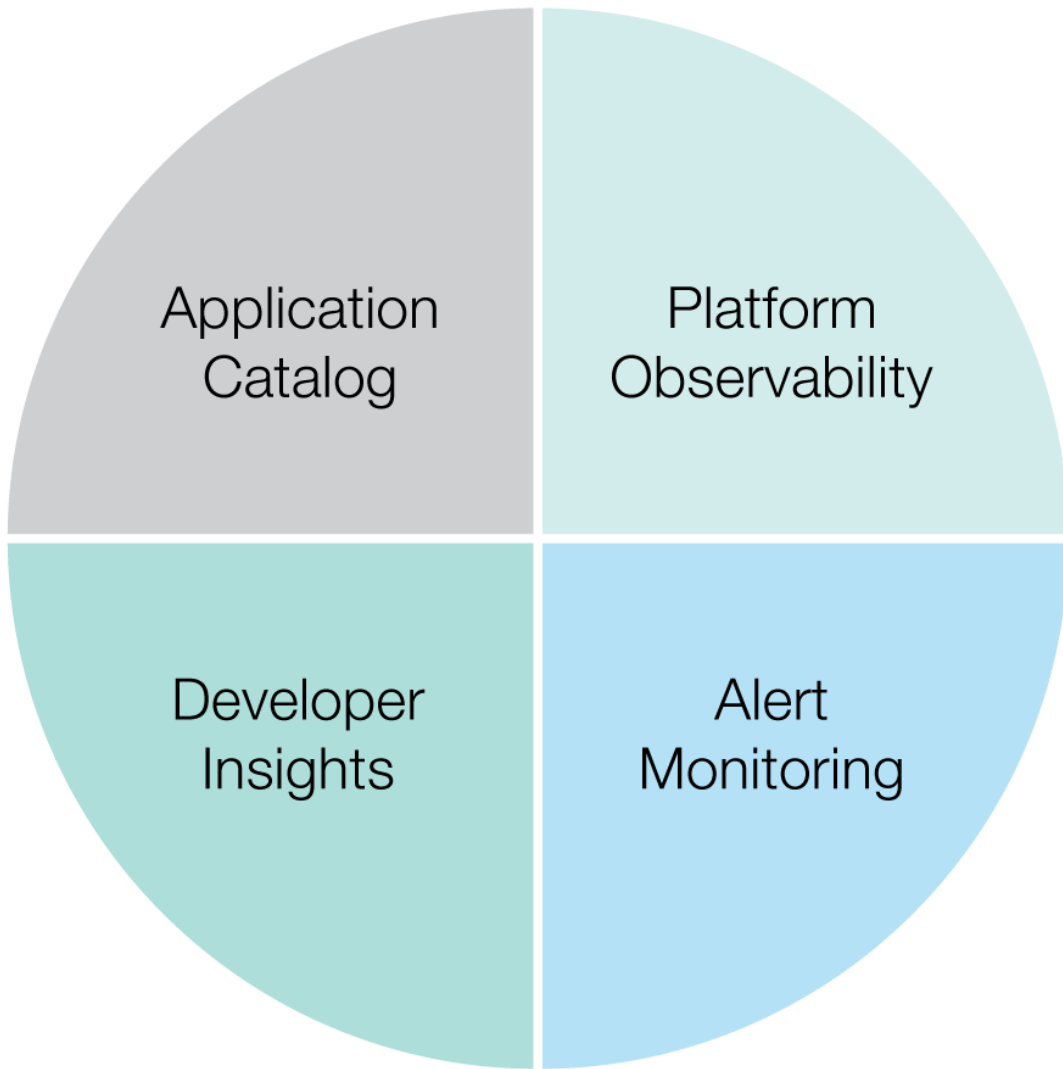 Application
Catalog
Platform
Observability
Developer
Insights
Alert
Monitoring